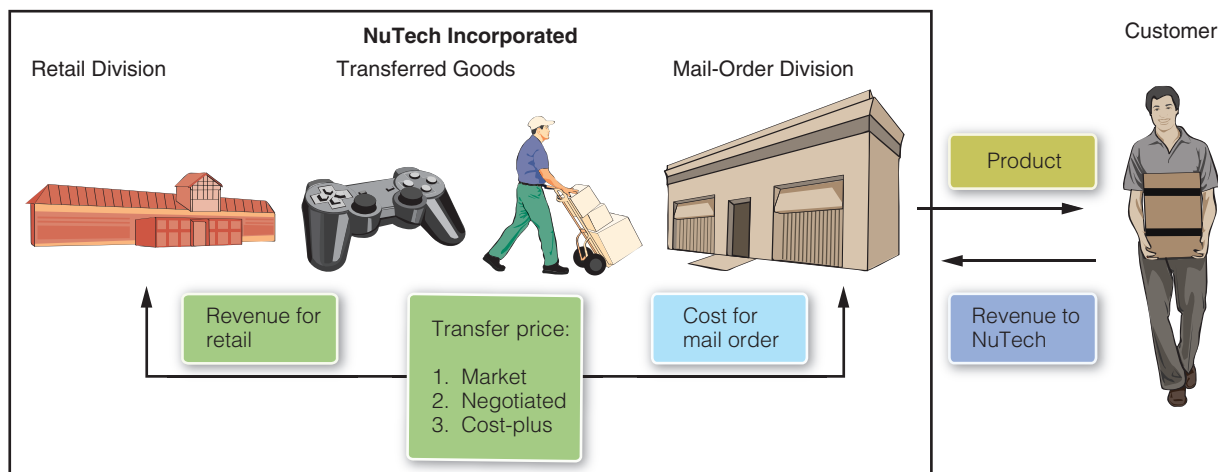 NuTech Incorporated
Customer
Retail Division
Transferred Goods
Mail-Order Division
Product
Revenue for
retail
Transfer price:
1. Market
2. Negotiated
3. Cost-plus
Cost for
mail order
Revenue to
NuTech